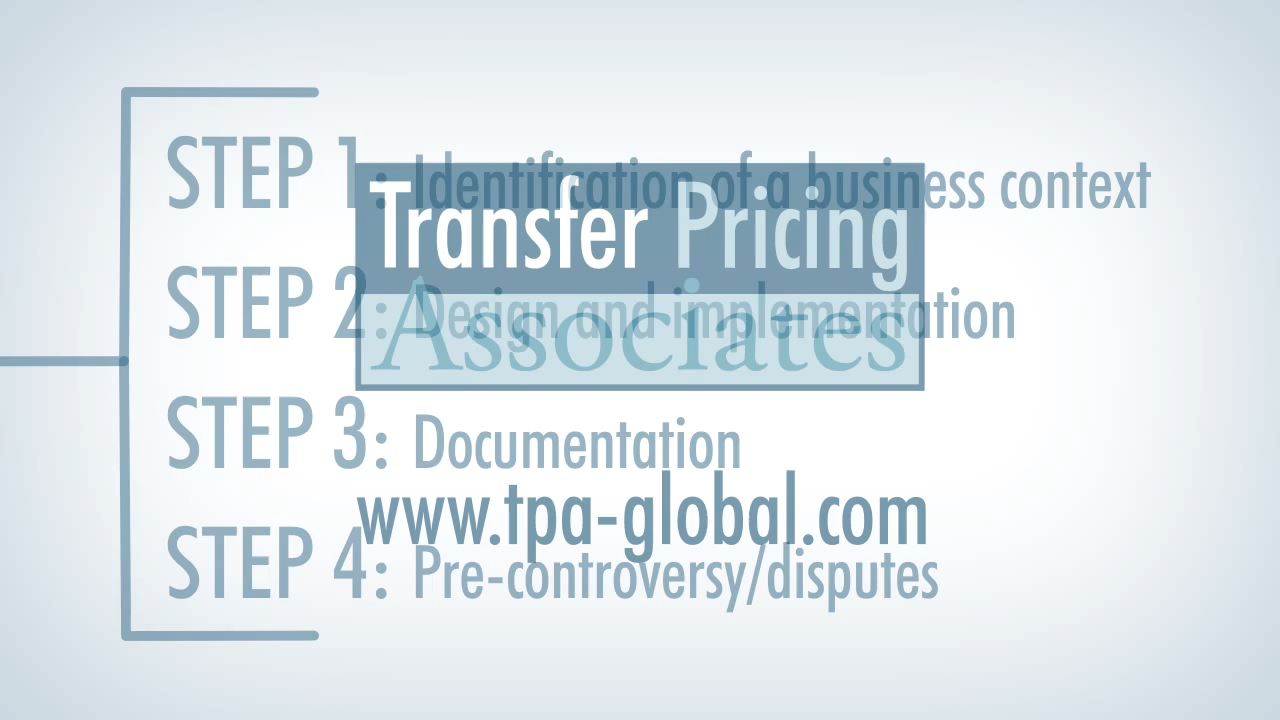 STEP 1: Identification of a business context
Transfer Pricing
STEP 2: Design and implementation
Associates
STEP 3: Documentation
www.tpa-global.com
STEP 4: Pre-controversy/disputes